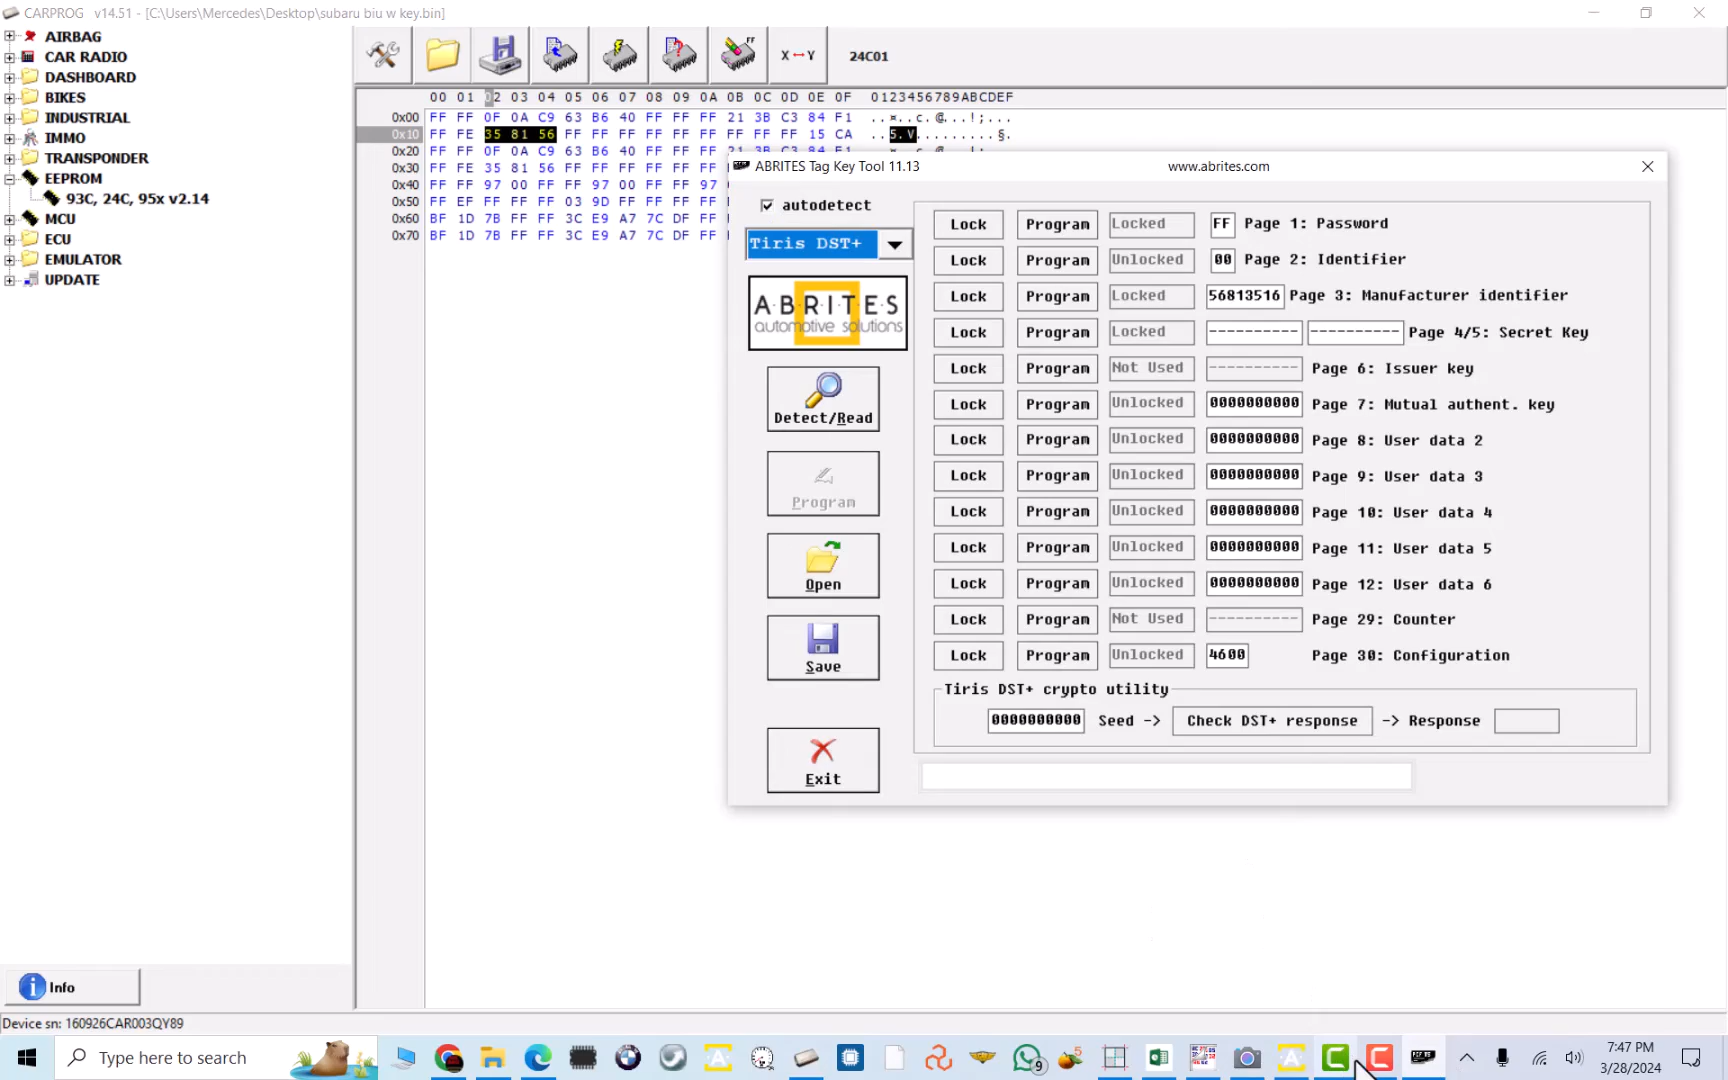 CARPROG v14.51 - [C:\Users\Mercedes\Desktop\subaru biu w key.bin]
AIRBAG
CAR RADIO
DASHBOARD
BIKES
INDUSTRIAL
IMMO
TRANSPONDER
EEPROM
93C, 24C, 95x v2.14
MCU
ECU
EMULATOR
UPDATE
X Y
24C01
00 01 02 03 04 05 06 07 08 09 0A 0B 0C 0D 0E 0F 0123456789ABCDEF
0x00 FF FF 0F 0A C9 63 B6 40 FF FF FF 21 3B C3 84 F1 ..¤..c.@...!;...
0x10 FF FE 35 81 56 FF FF FF FF FF FF FF FF FF 15 CA ..5.V.........§.
0x20 FF FF 0F 0A C9 63 B6 40 FF FF FF 21 3B C3 84 F1
0x30 FF FE 35 81 56 FF FF FF FF FF FF
0x40 FF FF 97 00 FF FF 97 00 FF FF 97
0x50 FF EF FF FF FF 03 9D FF FF FF FF
0x60 BF 1D 7B FF FF 3C E9 A7 7C DF FF
0x70 BF 1D 7B FF FF 3C E9 A7 7C DF FF
ABRITES Tag Key Tool 11.13 www.abrites.com
autodetect
Tiris DST+
ABRITES
automotive solutions
Detect/Read
Program
Open
Save
Exit
Lock Program Locked FF Page 1: Password
Lock Program Unlocked 00 Page 2: Identifier
Lock Program Locked 56813516 Page 3: Manufacturer identifier
Lock Program Locked ---------- ---------- Page 4/5: Secret Key
Lock Program Not Used ---------- Page 6: Issuer key
Lock Program Unlocked 0000000000 Page 7: Mutual authent. key
Lock Program Unlocked 0000000000 Page 8: User data 2
Lock Program Unlocked 0000000000 Page 9: User data 3
Lock Program Unlocked 0000000000 Page 10: User data 4
Lock Program Unlocked 0000000000 Page 11: User data 5
Lock Program Unlocked 0000000000 Page 12: User data 6
Lock Program Not Used ---------- Page 29: Counter
Lock Program Unlocked 4600 Page 30: Configuration
Tiris DST+ crypto utility
0000000000 Seed -> Check DST+ response -> Response
Info
Device sn: 160926CAR003QY89
Type here to search
9
7:47 PM
3/28/2024